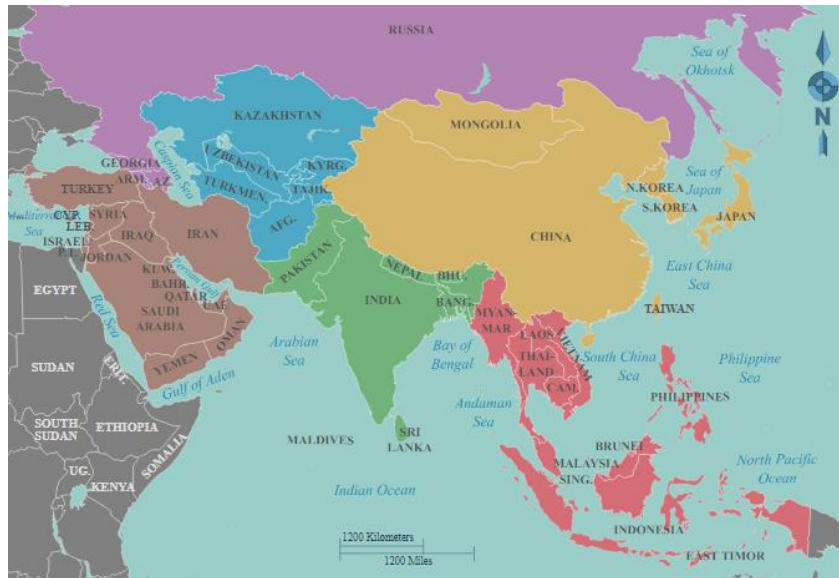 RUSSIA
Sea of
Okhotsk
N
KAZAKHSTAN
MONGOLIA
GEORGIA
ARM.
AZ.
Caspian Sea
UZBEKISTAN
KYRG.
TURKMEN.
TAJIK.
Sea of
Japan
N.KOREA
S.KOREA
JAPAN
TURKEY
Mediterranean
Sea
CYP.
SYRIA
LEB.
ISRAEL
P.T.
JORDAN
IRAQ
IRAN
AFG.
CHINA
PAKISTAN
NEPAL
BHU.
East China
Sea
EGYPT
KUW.
BAHR.
QATAR
Persian Gulf
UAE
SAUDI
ARABIA
OMAN
Red Sea
INDIA
BANG.
MYAN-
MAR
TAIWAN
LAOS
VIETNAM
THAI-
LAND
CAM.
South China
Sea
Philippine
Sea
Arabian
Sea
Bay of
Bengal
SUDAN
ERIT.
YEMEN
Gulf of Aden
Andaman
Sea
PHILIPPINES
SOUTH
SUDAN
ETHIOPIA
SOMALIA
MALDIVES
SRI
LANKA
BRUNEI
MALAYSIA
SING.
North Pacific
Ocean
UG.
KENYA
Indian Ocean
INDONESIA
EAST TIMOR
1200 Kilometers
1200 Miles